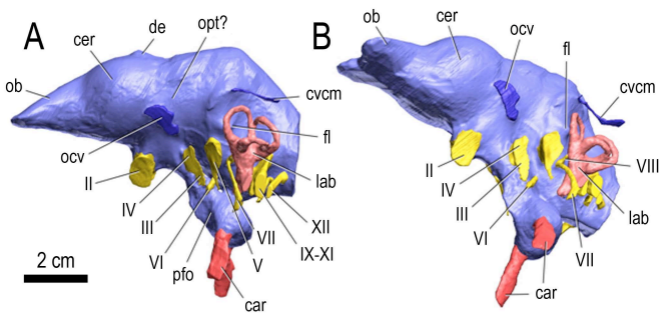 A
de
opt?
cer
ob
cvcm
ocv
fl
II
lab
IV
III
VI
pfo
VII
V
XII
IX-XI
car
2 cm
B
ob
cer
ocv
fl
cvcm
II
IV
III
VI
VIII
lab
VII
car